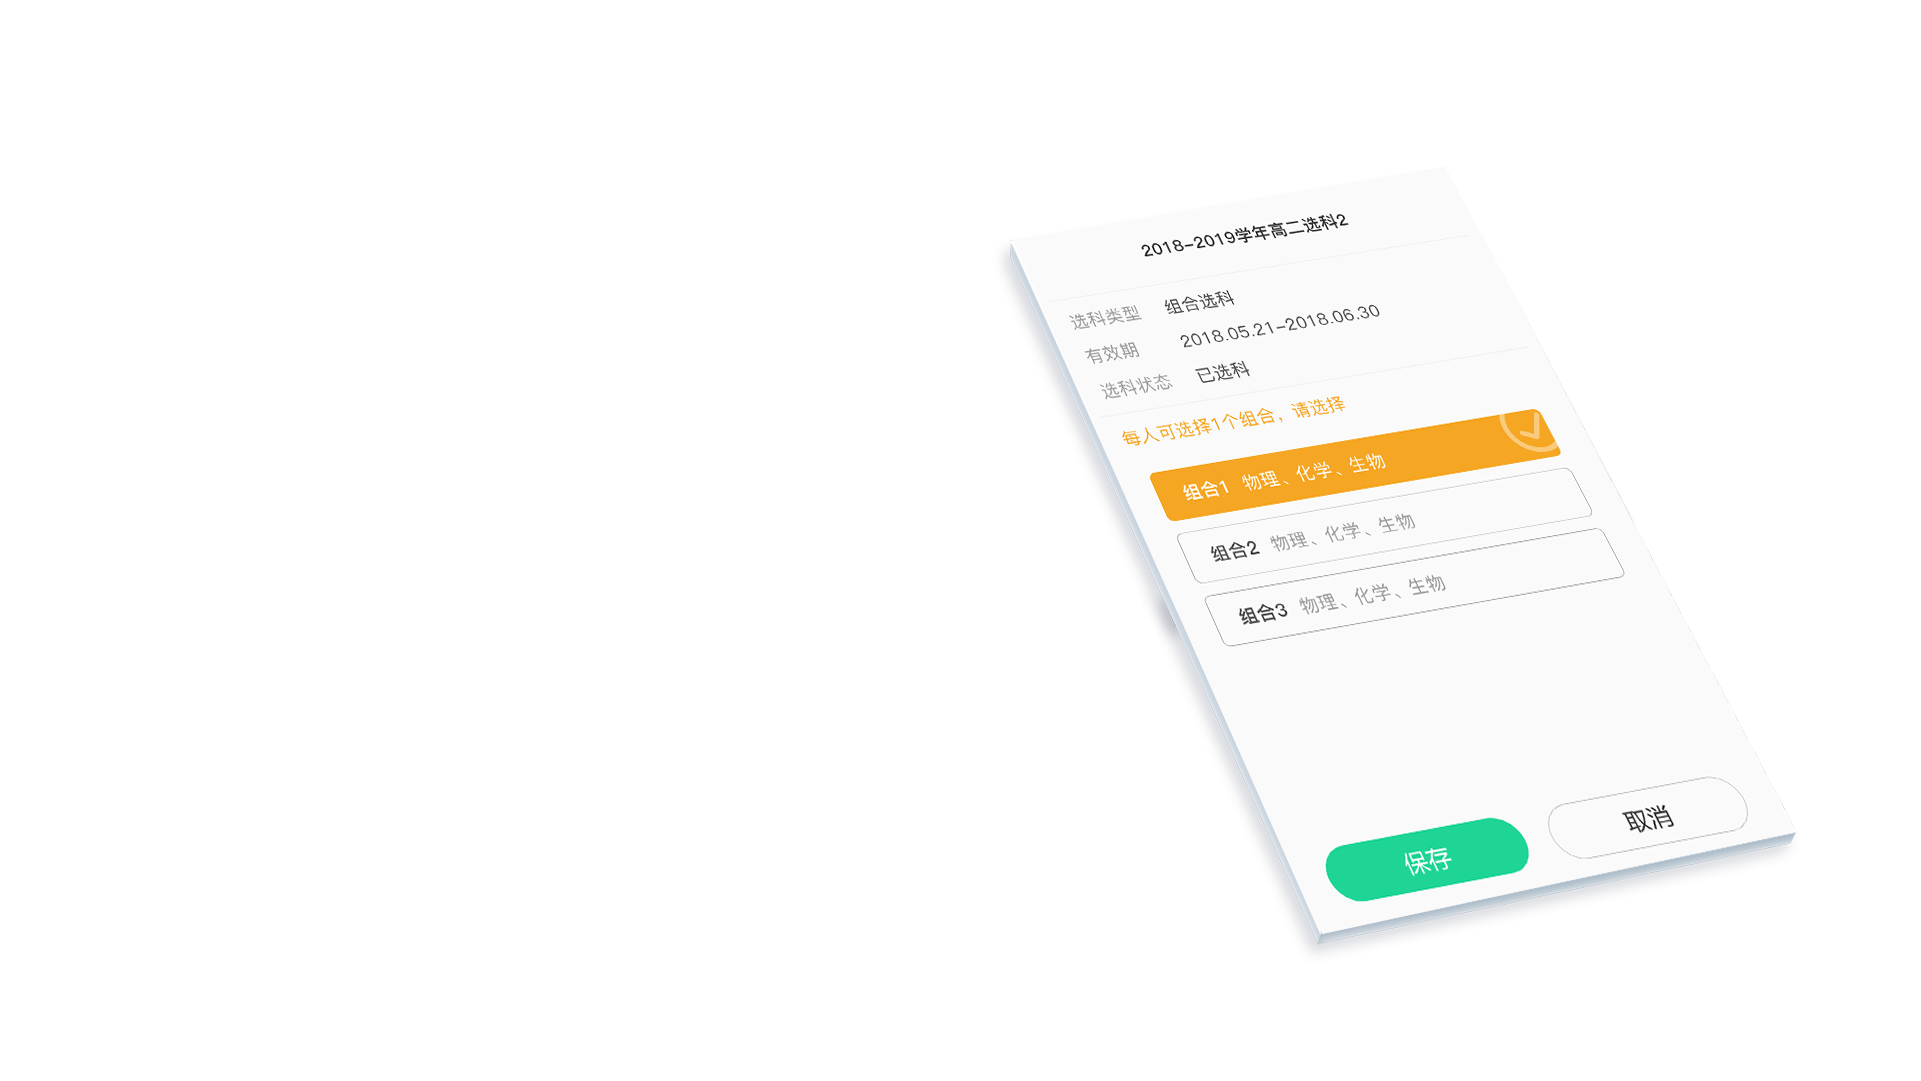 2018-2019学年高二选科2
选科类型 组合选科
有效期 2018.05.21-2018.06.30
选科状态 已选科
每人可选择1个组合，请选择
组合1 物理、化学、生物
组合2 物理、化学、生物
组合3 物理、化学、生物
保存 取消